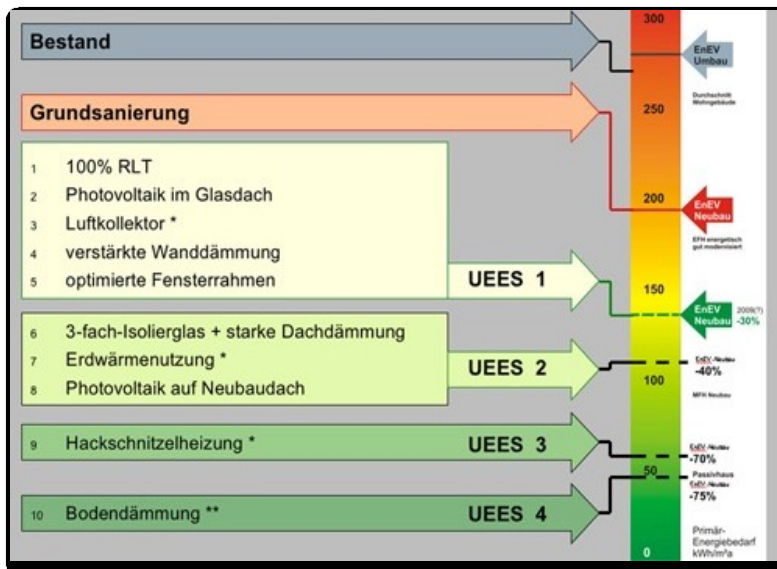 Bestand
Grundsanierung
1 100% RLT
2 Photovoltaik im Glasdach
3 Luftkollektor *
4 verstärkte Wanddämmung
5 optimierte Fensterrahmen
UEES 1
6 3-fach-Isolierglas + starke Dachdämmung
7 Erdwärmenutzung *
8 Photovoltaik auf Neubaudach
UEES 2
9 Hackschnitzelheizung *
UEES 3
10 Bodendämmung **
UEES 4
300
EnEV
Umbau
Durchschnitt
Wohngebäude
250
200
EnEV
Neubau
EFH energetisch
gut modernisiert
150
EnEV
Neubau
2009(?)
-30%
EnEV-Neubau
-40%
100
MFH Neubau
EnEV-Neubau
-70%
50
Passivhaus
EnEV-Neubau
-75%
Primär-
Energiebedarf
kWh/m²a
0